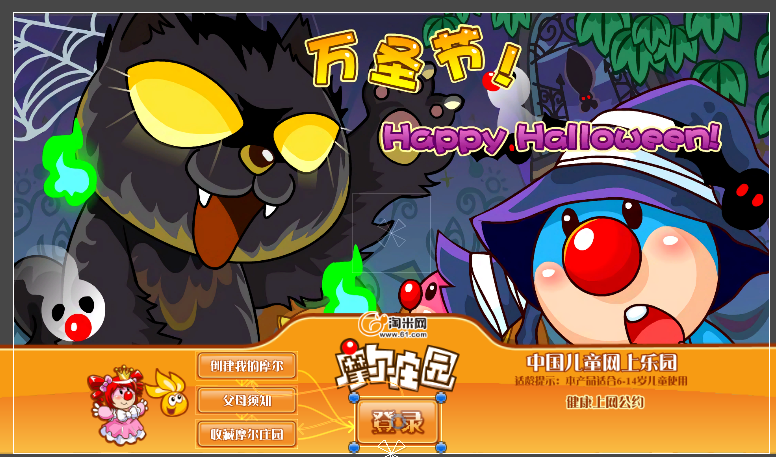 万圣节!
Happy Halloween!
淘米网
www.61.com
摩尔庄园
创建我的摩尔
父母须知
收藏摩尔庄园
登录
中国儿童网上乐园
适龄提示：本产品适合6-14岁儿童使用
健康上网公约